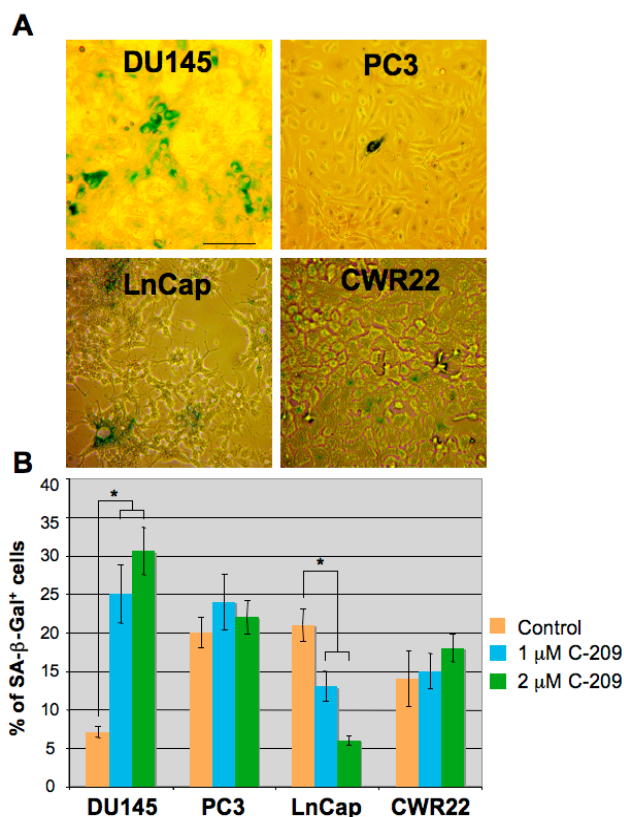 A
DU145
PC3
LnCap
CWR22
B
% of SA-β-Gal⁺ cells
40
35
30
25
20
15
10
5
0
*
*
Control
1 μM C-209
2 μM C-209
DU145 PC3 LnCap CWR22